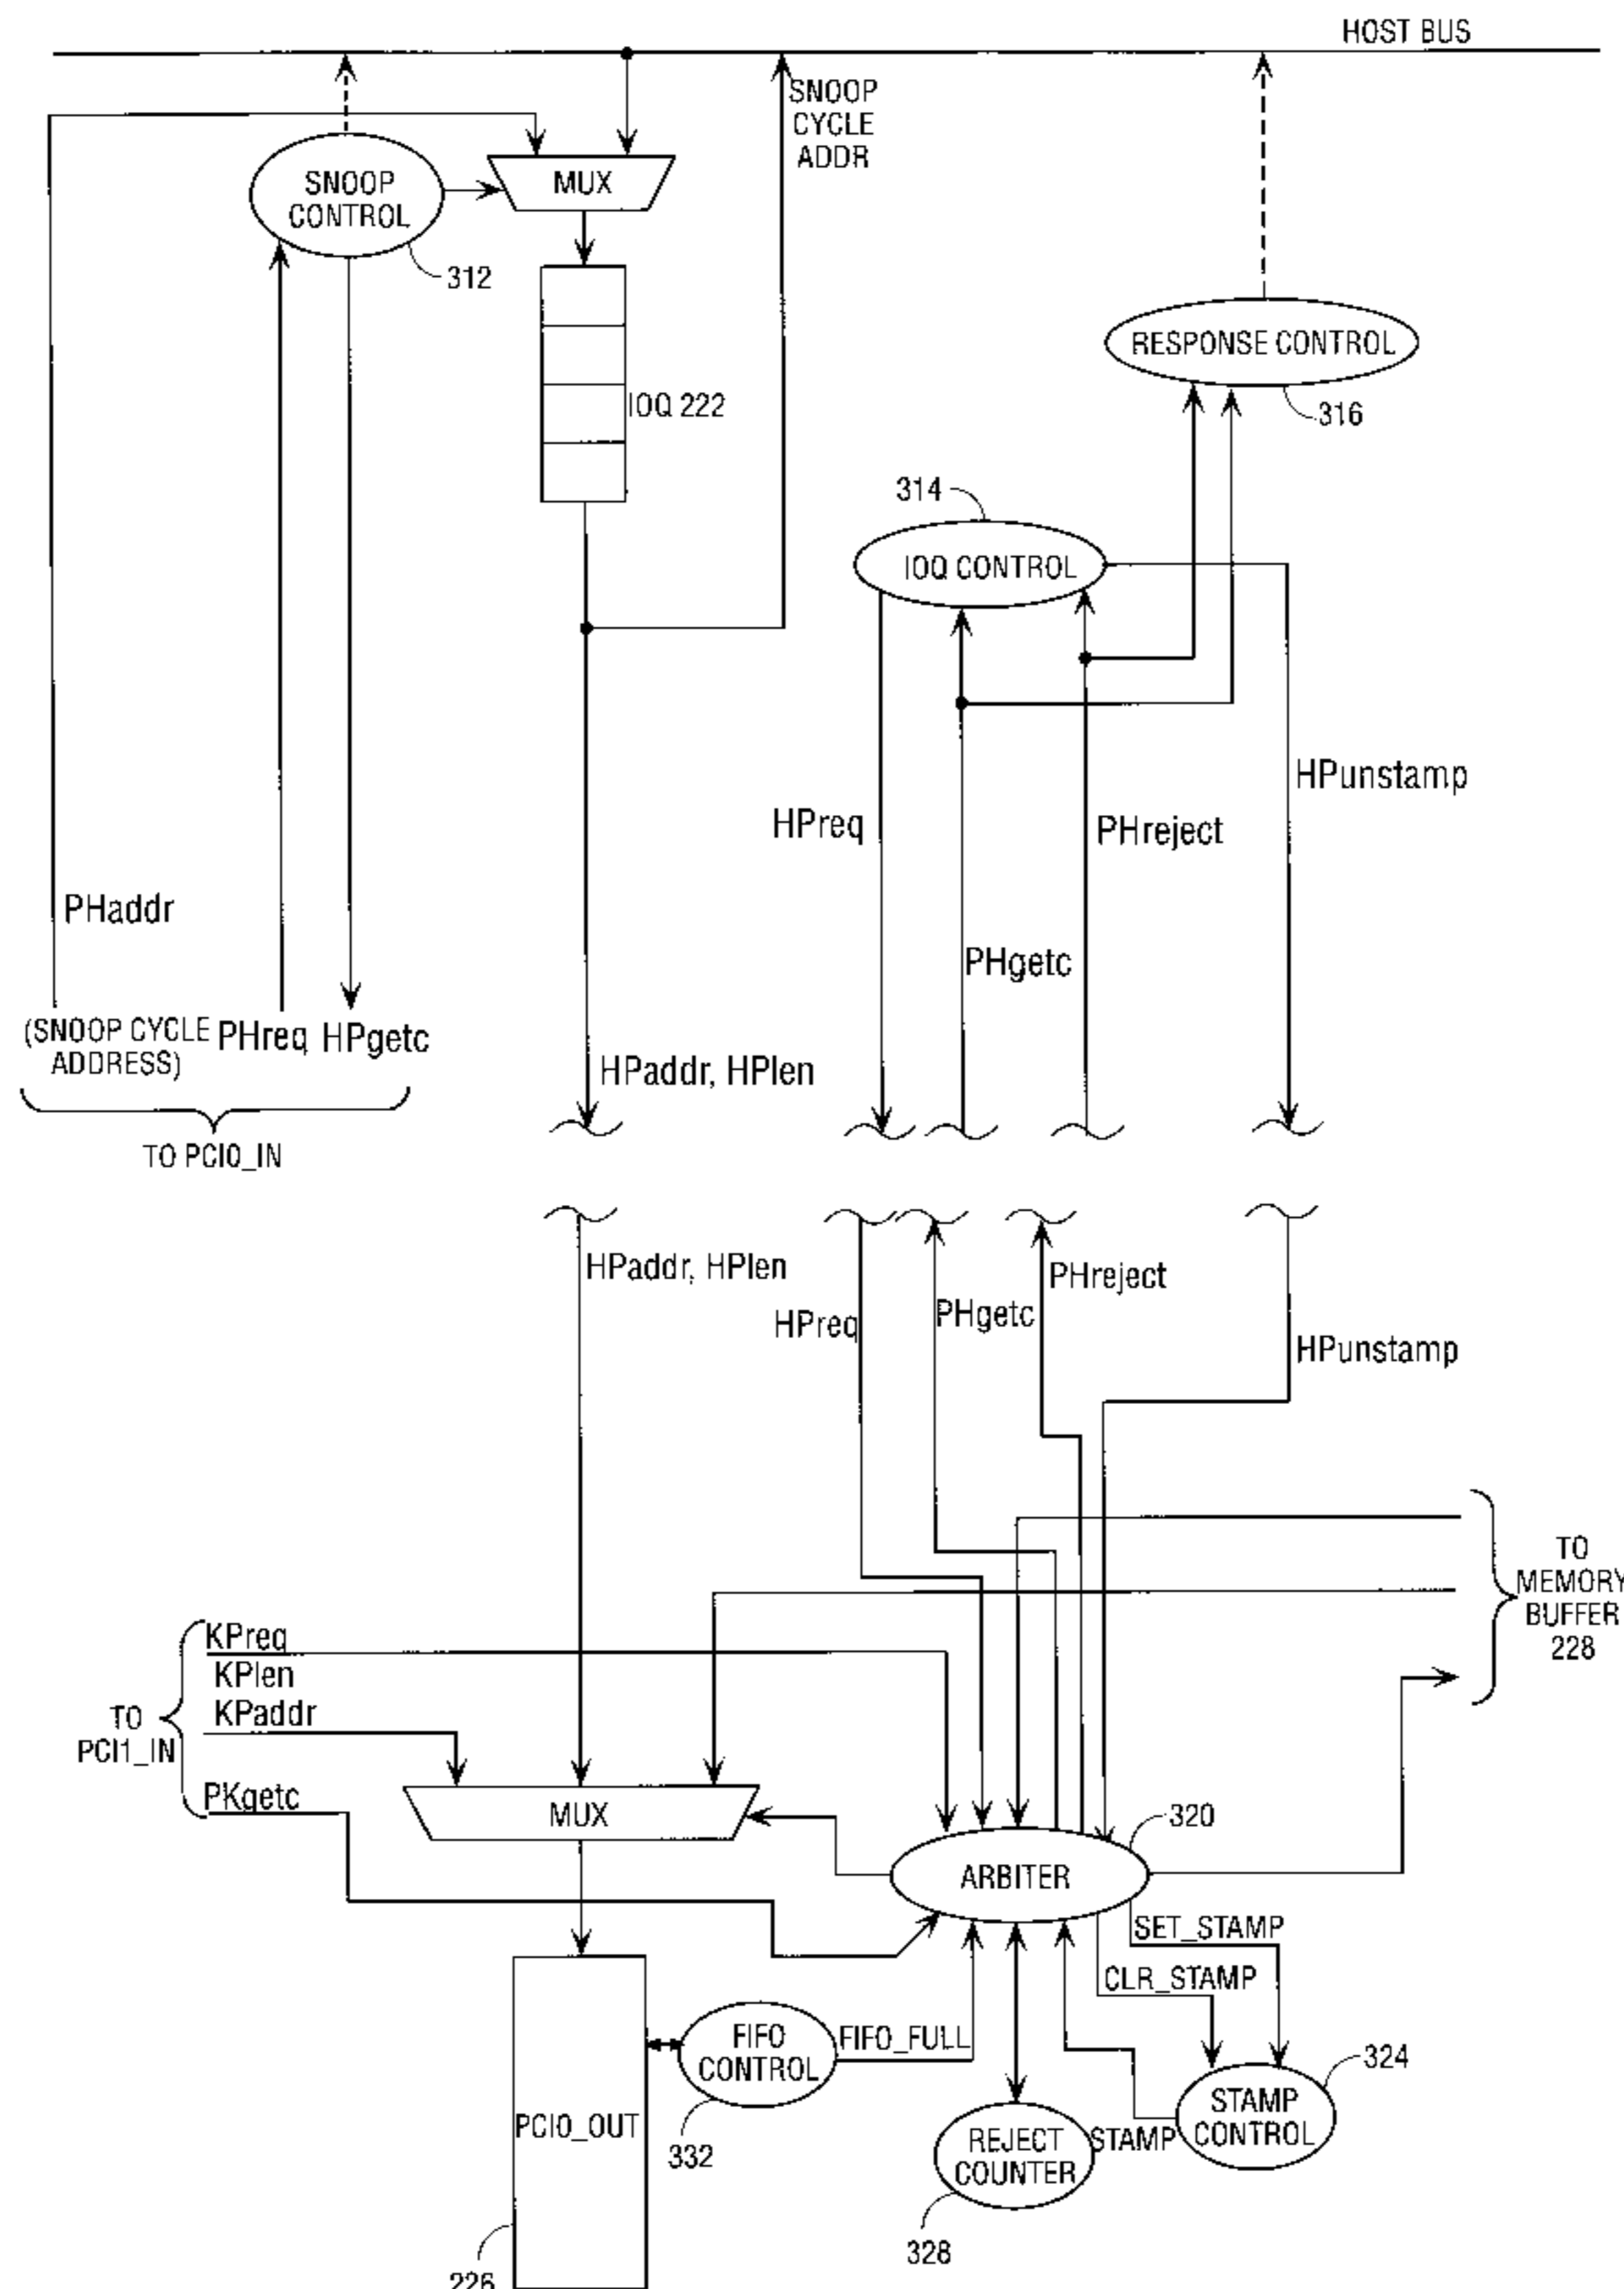 HOST BUS
SNOOP
CYCLE
ADDR
SNOOP
CONTROL
MUX
312
IOQ 222
RESPONSE CONTROL
316
314
IOQ CONTROL
HPunstamp
HPreq
PHreject
PHaddr
PHgetc
(SNOOP CYCLE
ADDRESS)
PHreq
HPgetc
HPaddr, HPlen
TO PCI0_IN
HPaddr, HPlen
HPreq
PHgetc
PHreject
HPunstamp
TO
MEMORY
BUFFER
228
KPreq
KPlen
KPaddr
TO
PCI1_IN
PKgetc
MUX
320
ARBITER
SET_STAMP
CLR_STAMP
FIFO
CONTROL
FIFO_FULL
324
STAMP
CONTROL
PCI0_OUT
332
REJECT
COUNTER
STAMP
328
226